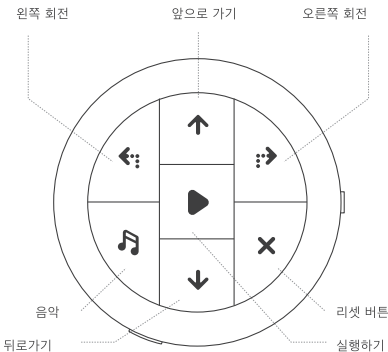 왼쪽 회전
앞으로 가기
오른쪽 회전
음악
리셋 버튼
뒤로가기
실행하기